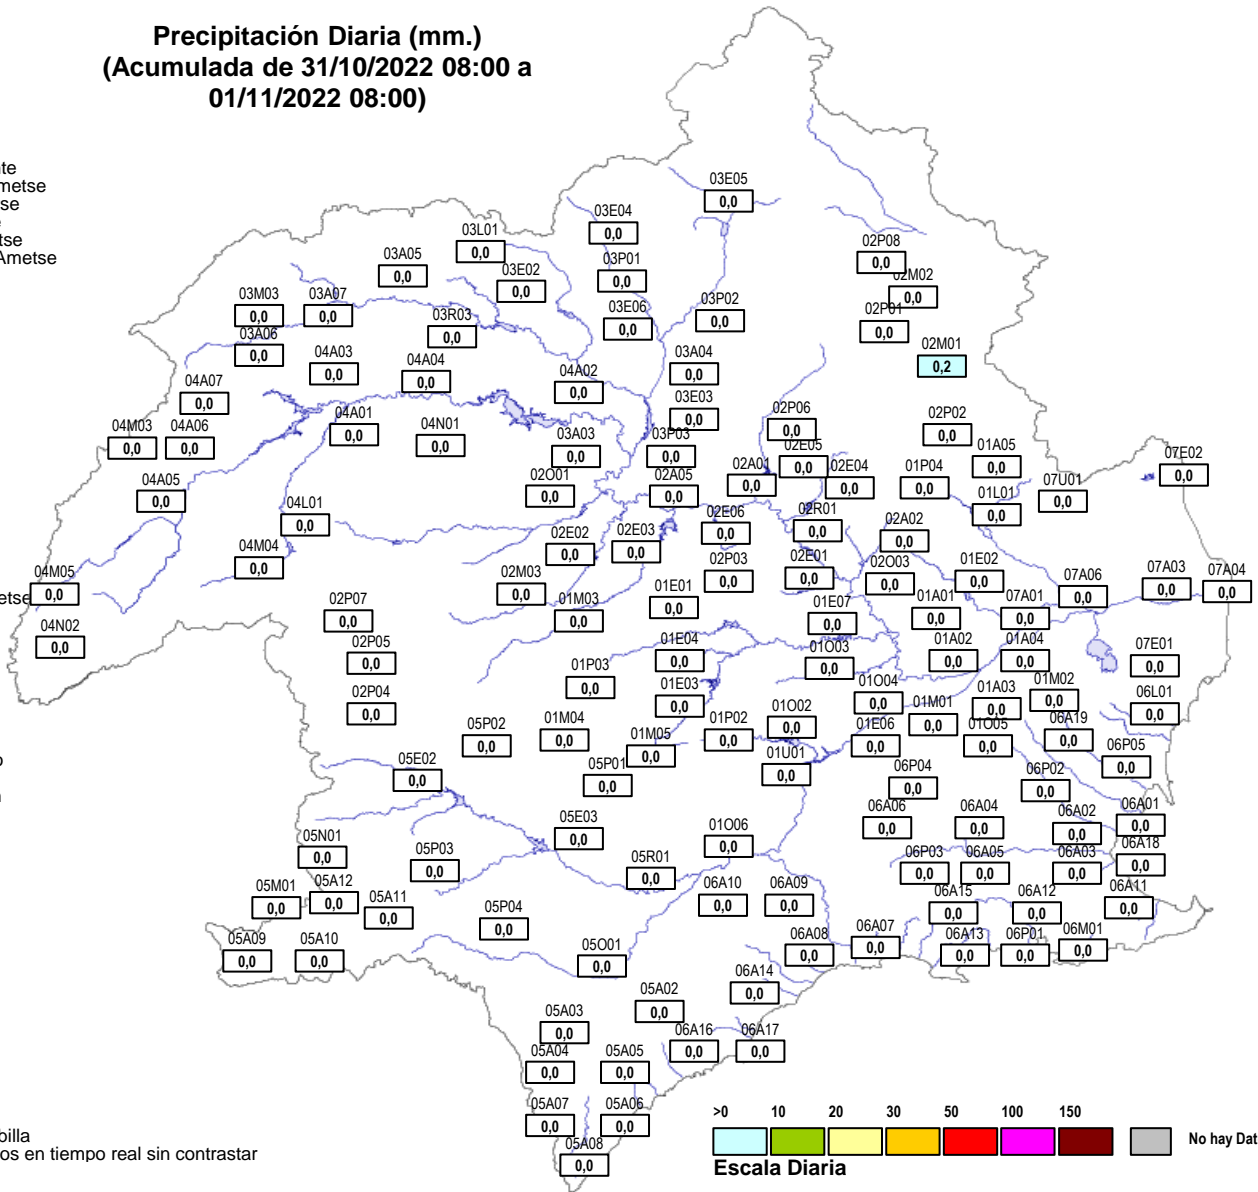 Precipitación Diaria (mm.)
(Acumulada de 31/10/2022 08:00 a
01/11/2022 08:00)
03E05
0,0
03E04
0,0
03L01
0,0
03P01
0,0
02P08
0,0
03A05
0,0
03E02
0,0
02M02
0,0
03M03
0,0
03A07
0,0
03E06
0,0
03P02
0,0
02P01
0,0
03R03
0,0
03A06
0,0
02M01
0,2
04A03
0,0
04A04
0,0
03A04
0,0
04A02
0,0
04A07
0,0
03E03
0,0
04A01
0,0
02P06
0,0
02P02
0,0
04M03
0,0
04A06
0,0
04N01
0,0
03A03
0,0
03P03
0,0
02E05
0,0
01A05
0,0
07E02
0,0
04A05
0,0
02O01
0,0
02A05
0,0
02A01
0,0
02E04
0,0
01P04
0,0
07U01
0,0
01L01
0,0
04L01
0,0
02E06
0,0
02R01
0,0
02A02
0,0
02E02
0,0
02E03
0,0
04M04
0,0
02P03
0,0
02E01
0,0
02O03
0,0
01E02
0,0
07A03
0,0
07A04
0,0
04M05
0,0
02M03
0,0
07A06
0,0
etse
01M03
0,0
01E01
0,0
01E07
0,0
01A01
0,0
07A01
0,0
02P07
0,0
04N02
0,0
02P05
0,0
01E04
0,0
01O03
0,0
01A02
0,0
01A04
0,0
07E01
0,0
01P03
0,0
01E03
0,0
01O04
0,0
01A03
0,0
01M02
0,0
06L01
0,0
02P04
0,0
05P02
0,0
01M04
0,0
01M05
0,0
01P02
0,0
01O02
0,0
01E06
0,0
01M01
0,0
01O05
0,0
06A19
0,0
06P05
0,0
05E02
0,0
05P01
0,0
01U01
0,0
06P04
0,0
06P02
0,0
05E03
0,0
01O06
0,0
06A06
0,0
06A04
0,0
06A02
0,0
06A01
0,0
05N01
0,0
05P03
0,0
05R01
0,0
06P03
0,0
06A05
0,0
06A03
0,0
06A18
0,0
05M01
0,0
05A12
0,0
05A11
0,0
06A10
0,0
06A09
0,0
06A15
0,0
06A12
0,0
06A11
0,0
05P04
0,0
05A09
0,0
05A10
0,0
05O01
0,0
06A08
0,0
06A07
0,0
06A13
0,0
06P01
0,0
06M01
0,0
06A14
0,0
05A02
0,0
05A03
0,0
06A16
0,0
06A17
0,0
05A04
0,0
05A05
0,0
05A07
0,0
05A06
0,0
05A08
0,0
nte
metse
se
tse
Ametse
billa
os en tiempo real sin contrastar
>0 10 20 30 50 100 150
No hay Dat
Escala Diaria